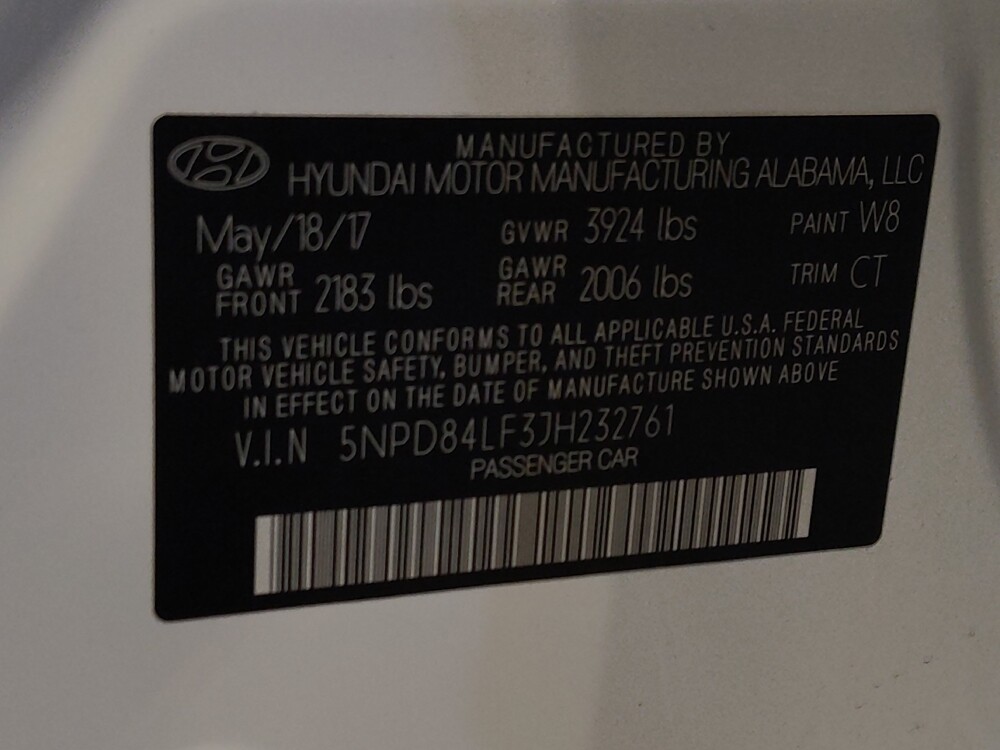 MANUFACTURED BY
HYUNDAI MOTOR MANUFACTURING ALABAMA, LLC
May/18/17 GVWR 3924 lbs PAINT W8
GAWR FRONT 2183 lbs GAWR REAR 2006 lbs TRIM CT
THIS VEHICLE CONFORMS TO ALL APPLICABLE U.S.A. FEDERAL
MOTOR VEHICLE SAFETY, BUMPER, AND THEFT PREVENTION STANDARDS
IN EFFECT ON THE DATE OF MANUFACTURE SHOWN ABOVE
V.I.N 5NPD84LF3JH232761
PASSENGER CAR